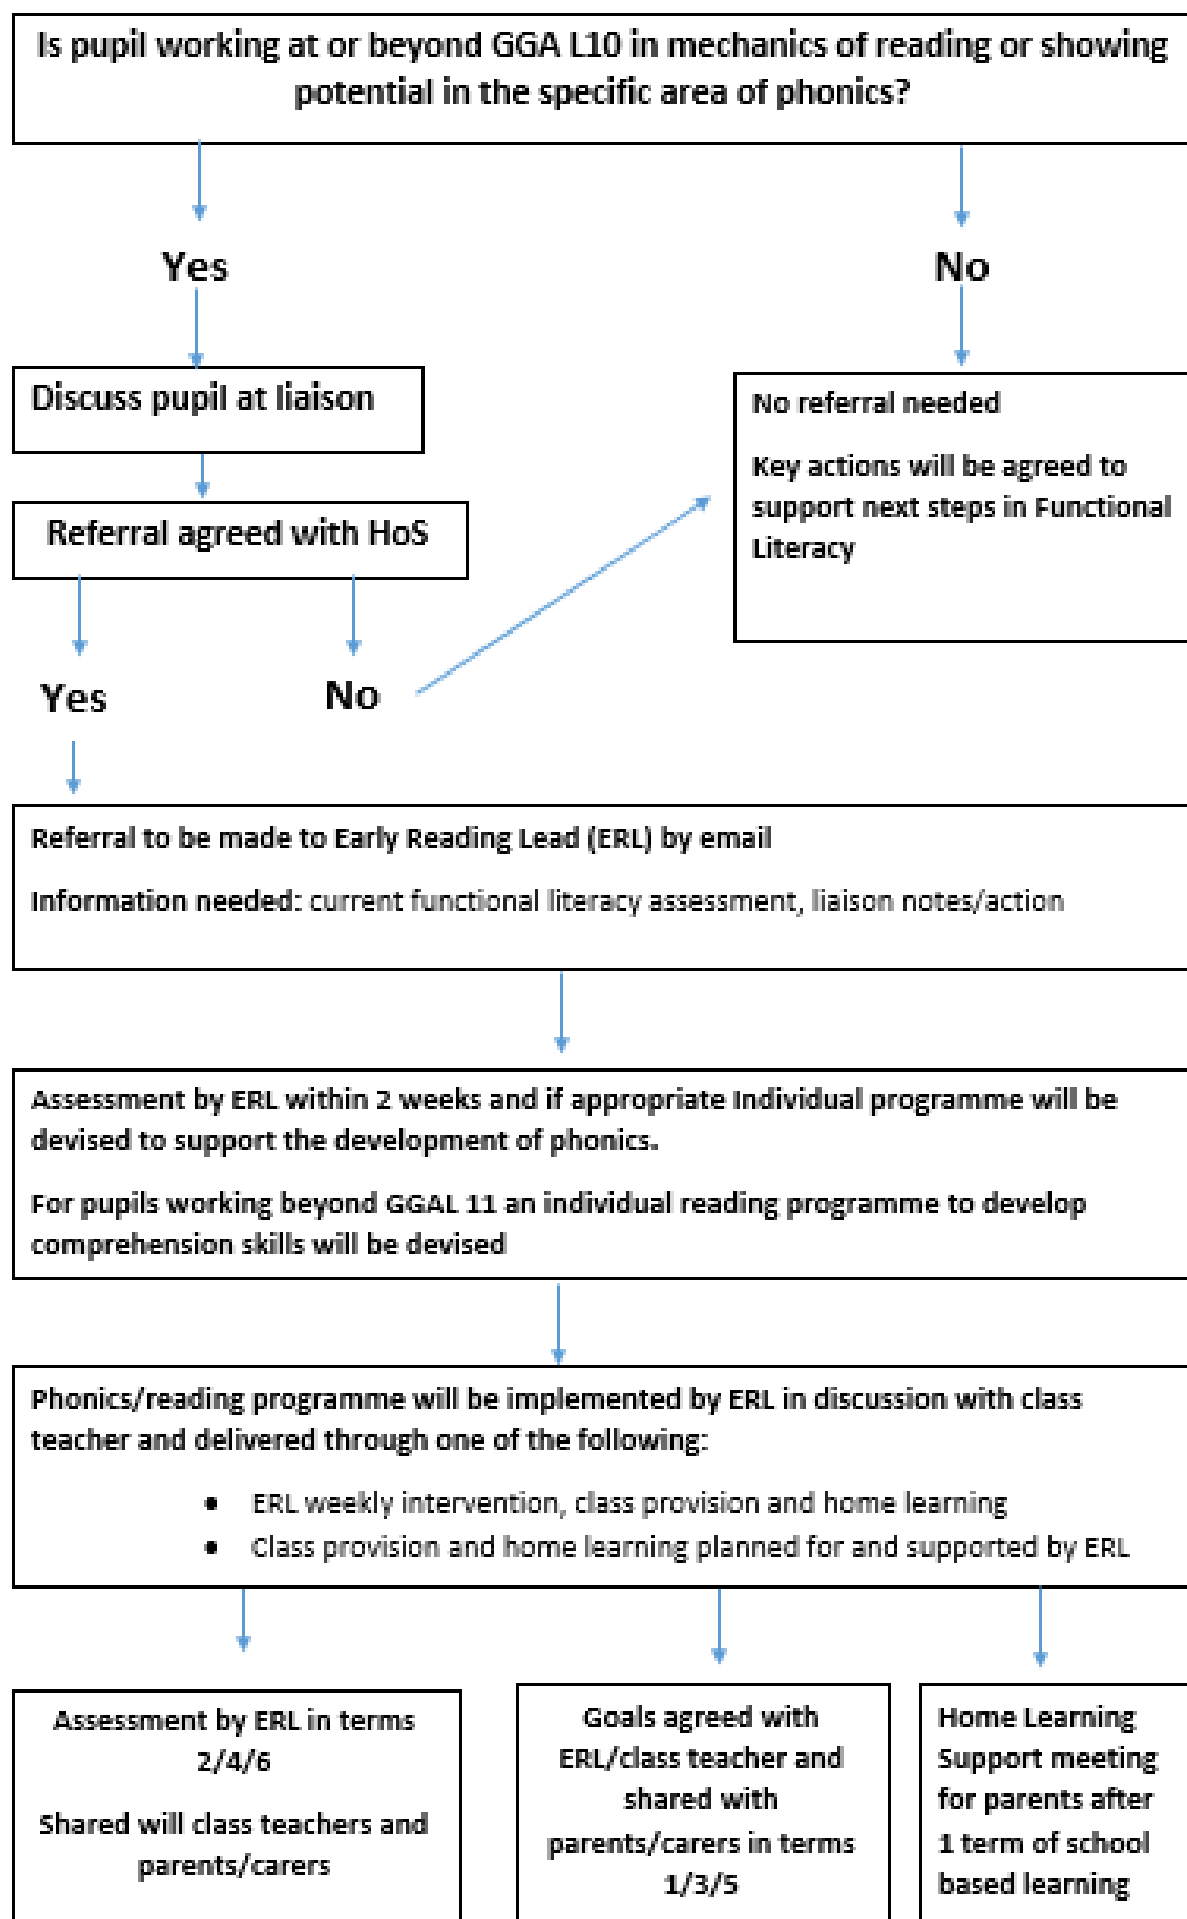 Is pupil working at or beyond GGA L10 in mechanics of reading or showing
potential in the specific area of phonics?
Yes
No
Discuss pupil at liaison
No referral needed
Key actions will be agreed to
support next steps in Functional
Literacy
Referral agreed with HoS
Yes
No
Referral to be made to Early Reading Lead (ERL) by email
Information needed: current functional literacy assessment, liaison notes/action
Assessment by ERL within 2 weeks and if appropriate Individual programme will be
devised to support the development of phonics.
For pupils working beyond GGAL 11 an individual reading programme to develop
comprehension skills will be devised
Phonics/reading programme will be implemented by ERL in discussion with class
teacher and delivered through one of the following:
• ERL weekly intervention, class provision and home learning
• Class provision and home learning planned for and supported by ERL
Assessment by ERL in terms
2/4/6
Shared will class teachers and
parents/carers
Goals agreed with
ERL/class teacher and
shared with
parents/carers in terms
1/3/5
Home Learning
Support meeting
for parents after
1 term of school
based learning